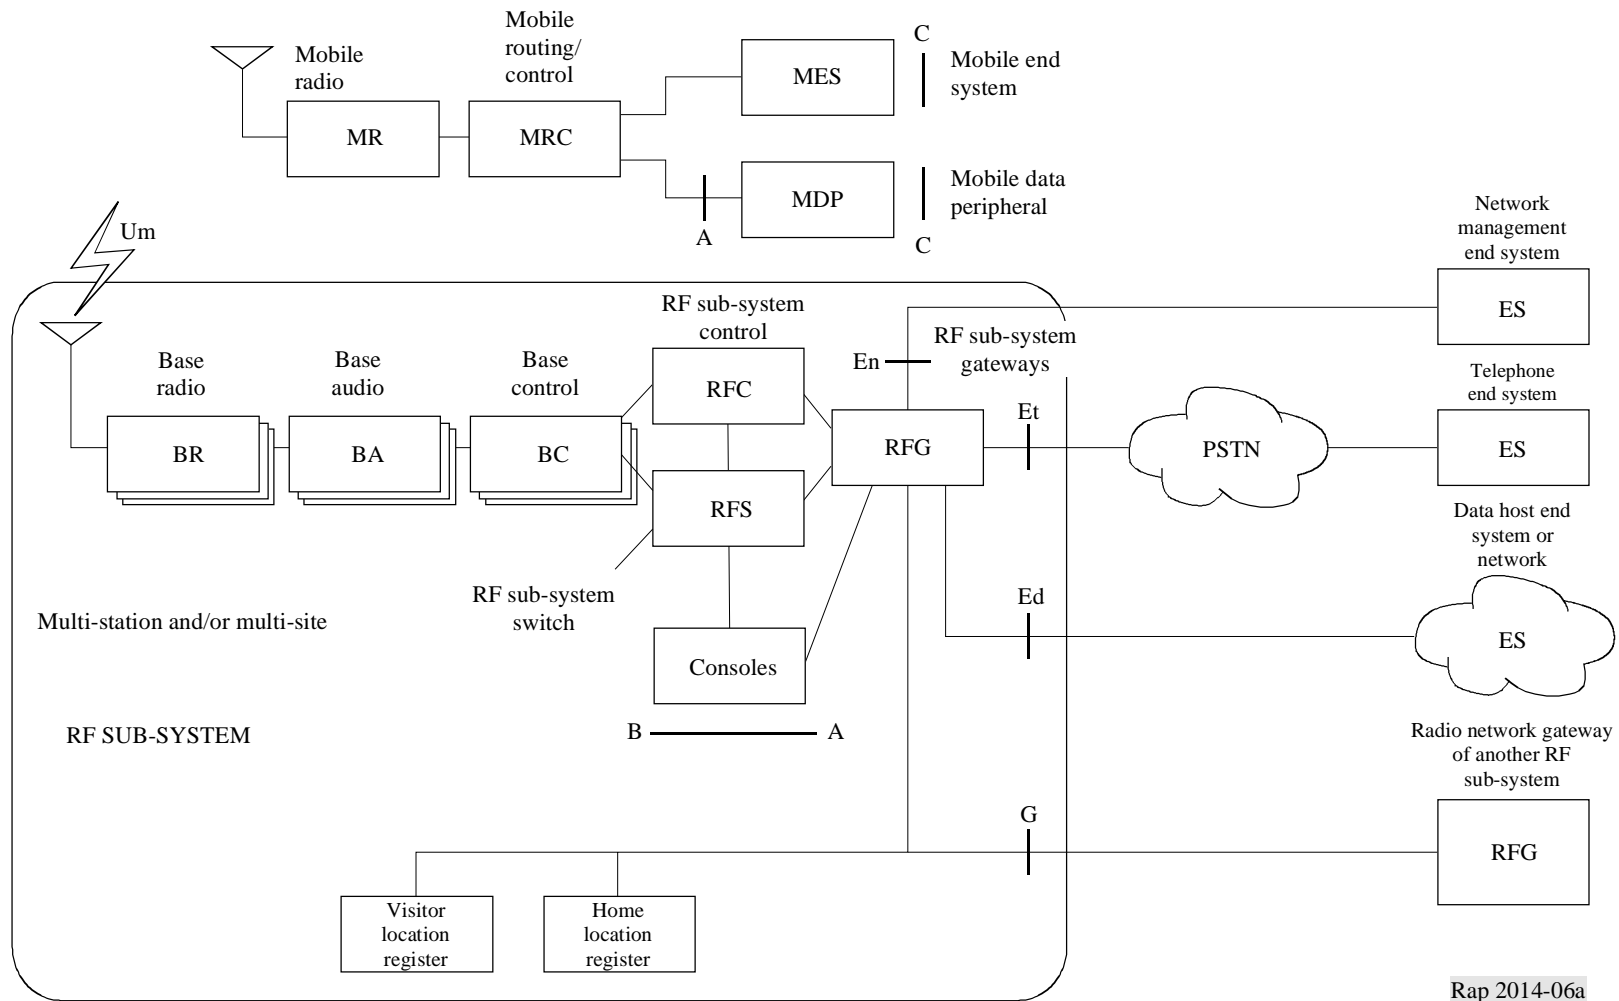 Mobile
radio
Mobile
routing/
control
MR
MRC
MES
C
Mobile end
system
MDP
A
Mobile data
peripheral
C
Um
Network
management
end system
ES
RF sub-system
control
RF sub-system
gateways
En
Base
radio
Base
audio
Base
control
BR
BA
BC
RFC
RFS
RFG
Et
PSTN
Telephone
end system
ES
RF sub-system
switch
Consoles
B
A
Ed
Data host end
system or
network
ES
Multi-station and/or multi-site
RF SUB-SYSTEM
G
Radio network gateway
of another RF
sub-system
RFG
Visitor
location
register
Home
location
register
Rap 2014-06a